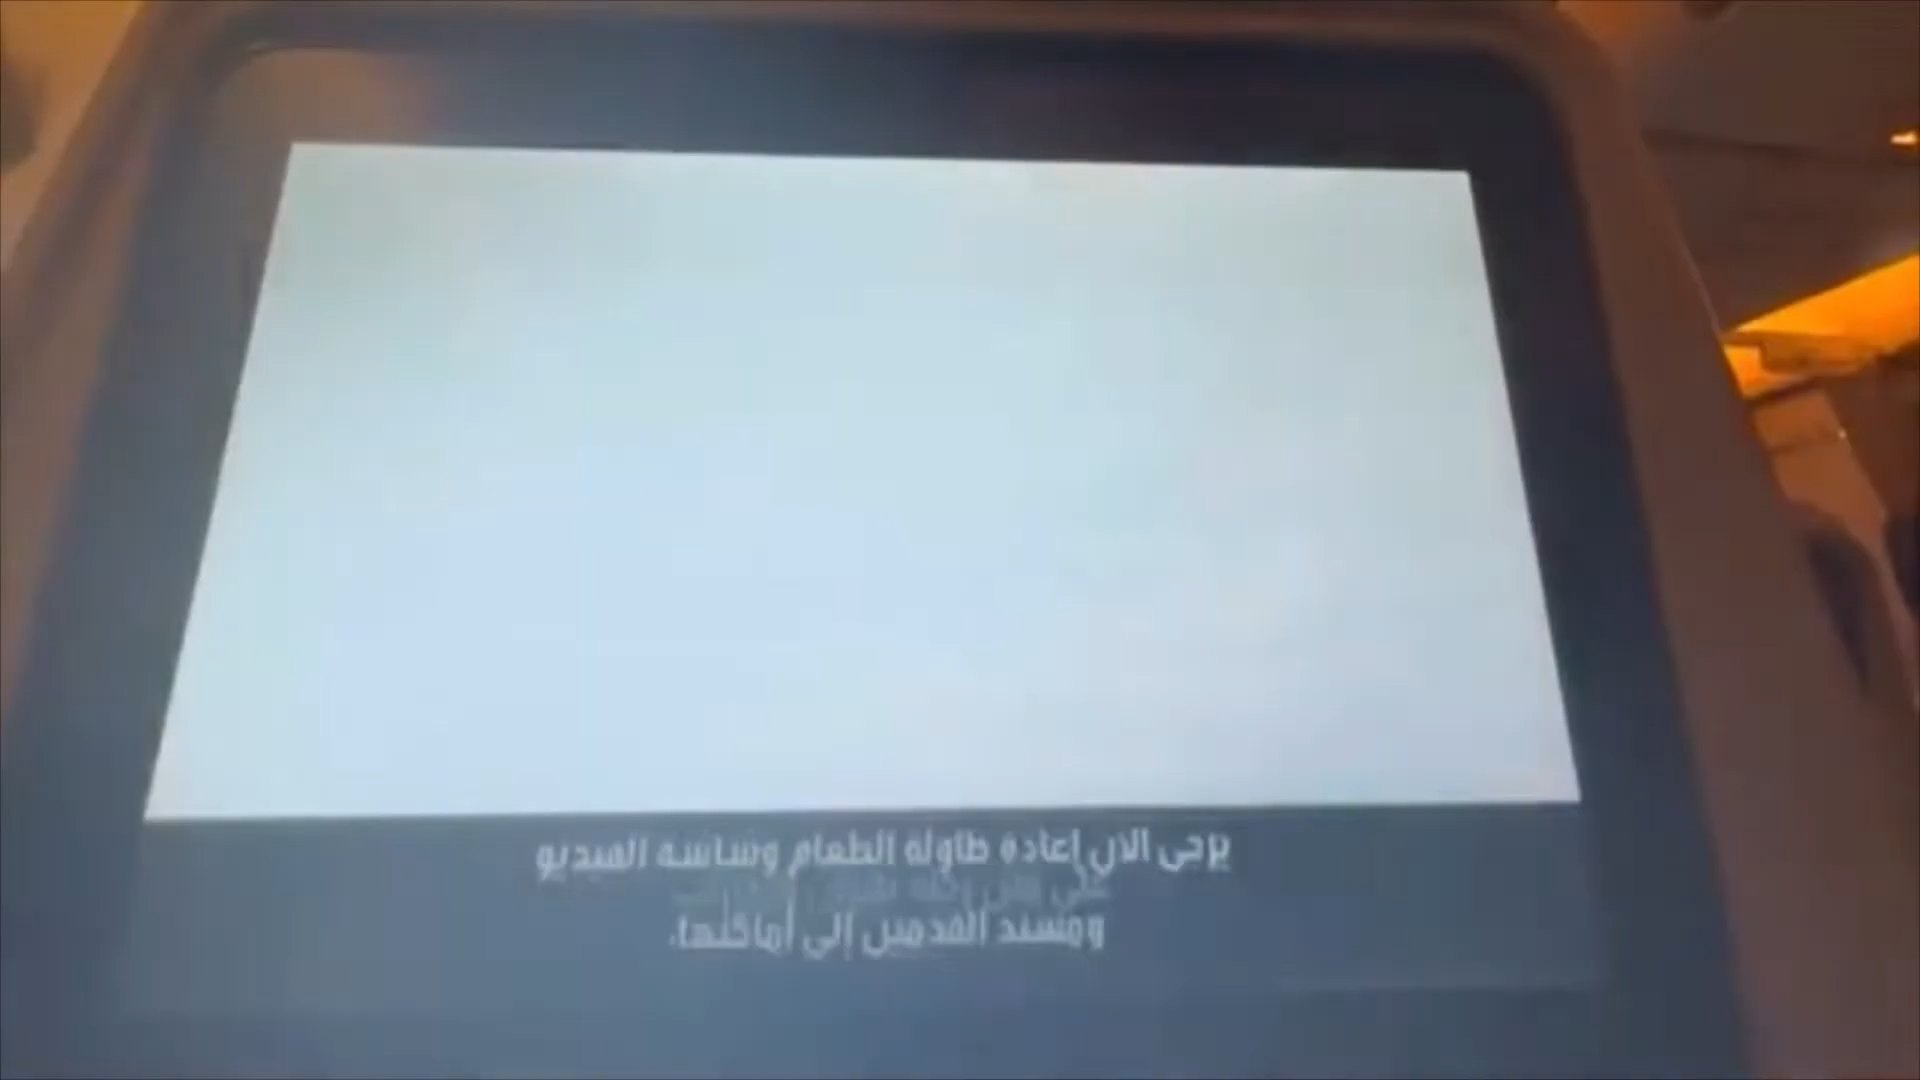 يرجى الآن إعادة طاولة الطعام وشاشة الفيديو
ومسند القدمين إلى أماكنها.